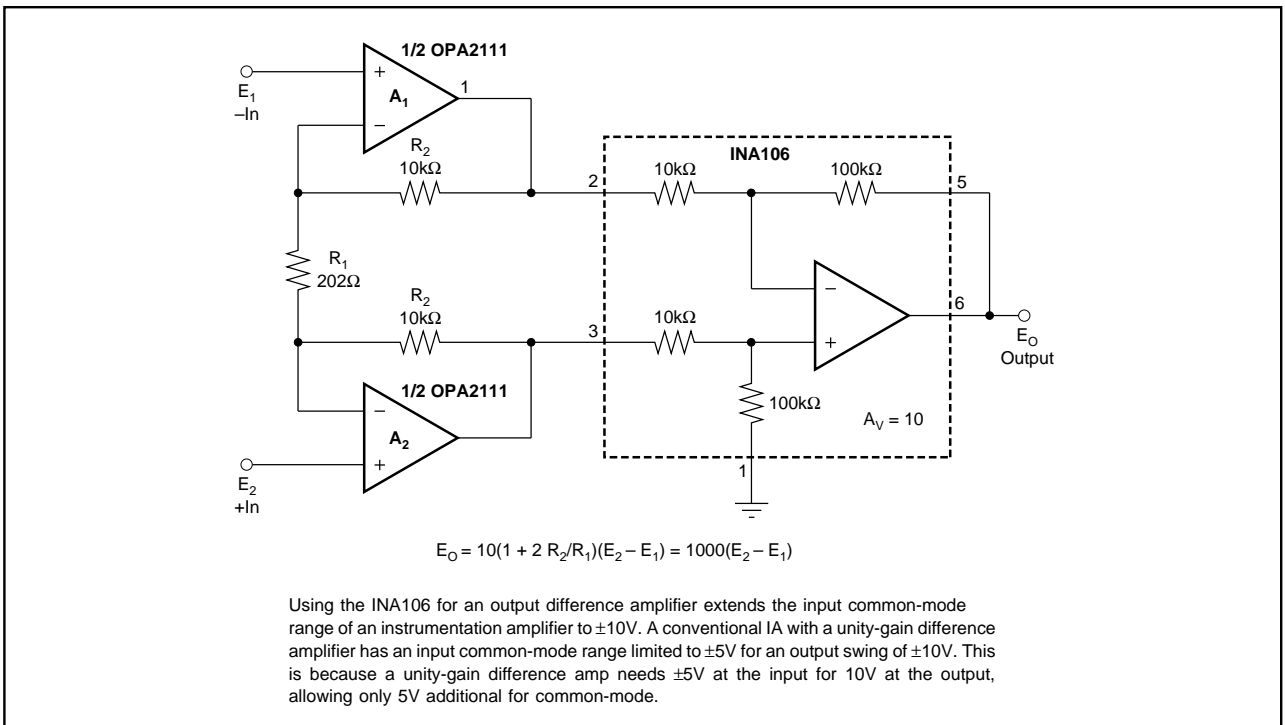 1/2 OPA2111
E₁
–In
+
A₁
–
1
R₂
10kΩ
R₁
202Ω
R₂
10kΩ
1/2 OPA2111
–
A₂
+
E₂
+In
INA106
2
10kΩ
100kΩ
5
–
+
6
3
10kΩ
100kΩ
A_V = 10
1
E_O
Output
E_O = 10(1 + 2 R₂/R₁)(E₂ – E₁) = 1000(E₂ – E₁)
Using the INA106 for an output difference amplifier extends the input common-mode
range of an instrumentation amplifier to ±10V. A conventional IA with a unity-gain difference
amplifier has an input common-mode range limited to ±5V for an output swing of ±10V. This
is because a unity-gain difference amp needs ±5V at the input for 10V at the output,
allowing only 5V additional for common-mode.